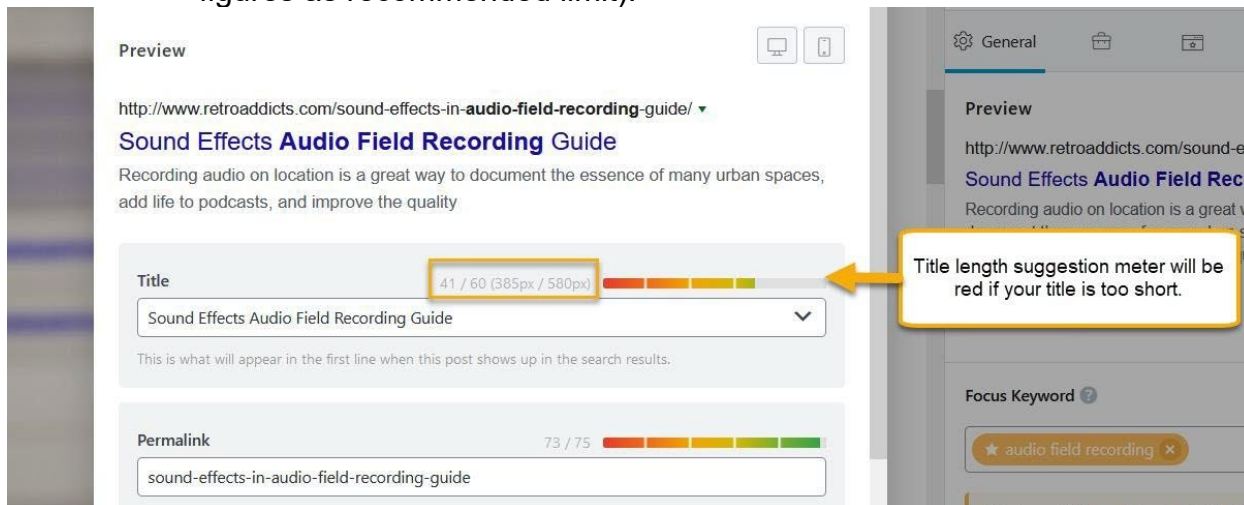 figures as recommended limit).
Preview
http://www.retroaddicts.com/sound-effects-in-audio-field-recording-guide/
Sound Effects Audio Field Recording Guide
Recording audio on location is a great way to document the essence of many urban spaces,
add life to podcasts, and improve the quality
Title 41 / 60 (385px / 580px)
Sound Effects Audio Field Recording Guide
This is what will appear in the first line when this post shows up in the search results.
Permalink 73 / 75
sound-effects-in-audio-field-recording-guide
General
Preview
http://www.retroaddicts.com/sound-e
Sound Effects Audio Field Rec
Recording audio on location is a great
Title length suggestion meter will be
red if your title is too short.
Focus Keyword
audio field recording